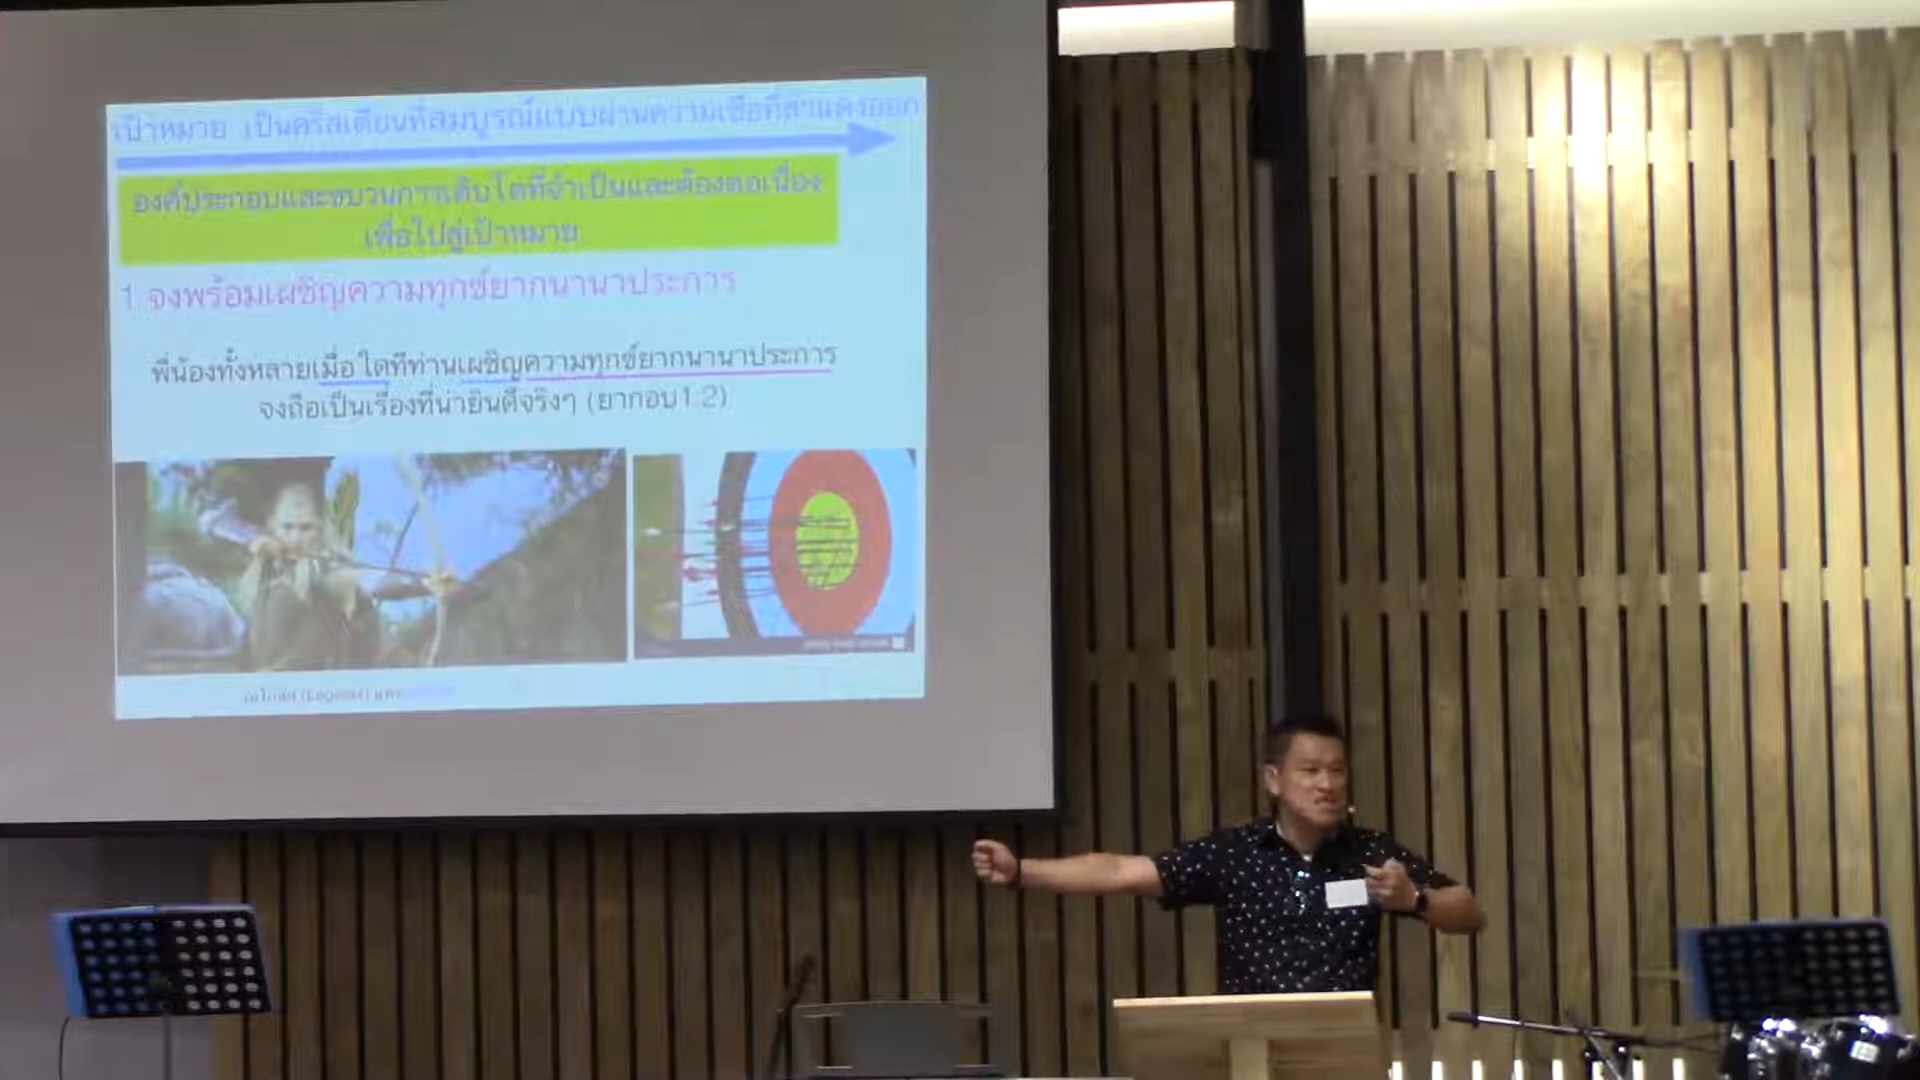 เป้าหมาย เป็นคริสเตียนที่สมบูรณ์แบบผ่านความเชื่อที่สำแดงออก
องค์ประกอบและขบวนการเติบโตที่จำเป็นและต้องต่อเนื่อง
เพื่อไปสู่เป้าหมาย
1 จงพร้อมเผชิญความทุกข์ยากนานาประการ
พี่น้องทั้งหลายเมื่อใดที่ท่านเผชิญความทุกข์ยากนานาประการ
จงถือเป็นเรื่องที่น่ายินดีจริงๆ (ยากอบ1:2)
(Legolas)